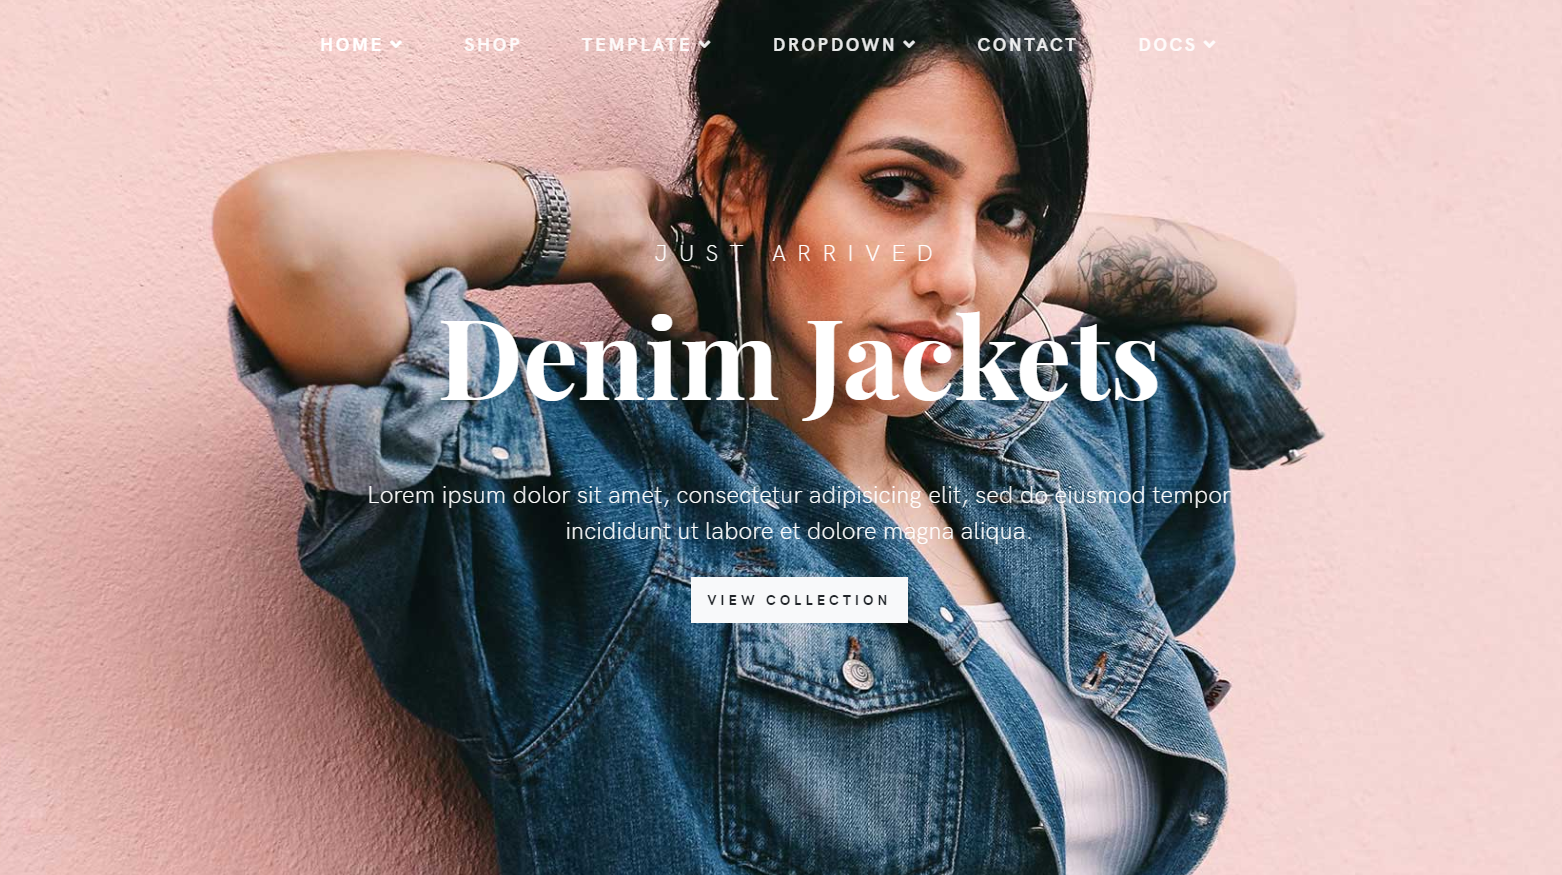 HOME SHOP TEMPLATE DROPDOWN CONTACT DOCS
JUST ARRIVED
Denim Jackets
Lorem ipsum dolor sit amet, consectetur adipisicing elit, sed do eiusmod tempor
incididunt ut labore et dolore magna aliqua.
VIEW COLLECTION